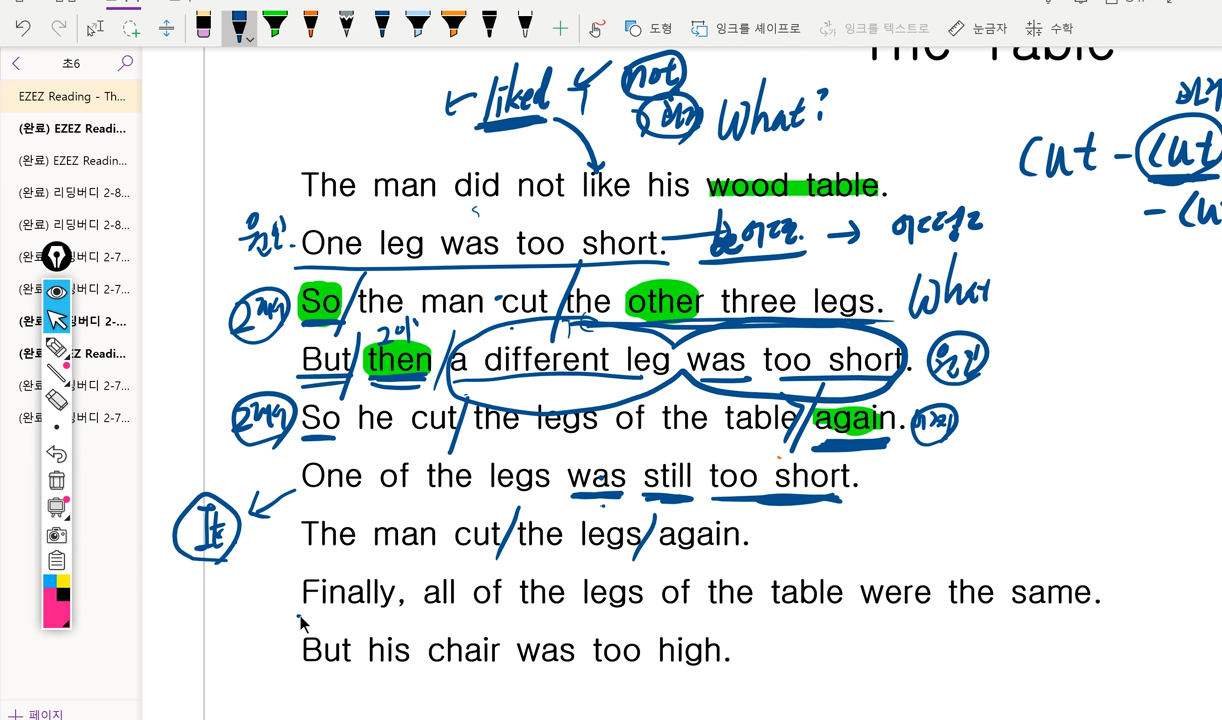 도형
잉크를 셰이프로
잉크를 텍스트로
눈금자
수학
초6
EZEZ Reading - Th...
(완료) EZEZ Readi...
(완료) EZEZ Readin...
(완료) 리딩버디 2-8...
(완료) 리딩버디 2-8...
페이지
The Table
liked not
What?
cut - cut
The man did not like his wood table.
One leg was too short.
So the man cut the other three legs. What
But then a different leg was too short. 원인
So he cut the legs of the table again.
One of the legs was still too short.
It
The man cut the legs again.
Finally, all of the legs of the table were the same.
But his chair was too high.